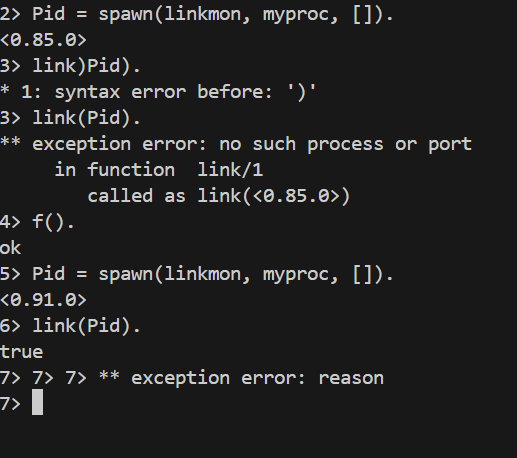 2> Pid = spawn(linkmon, myproc, []).
<0.85.0>
3> link)Pid).
* 1: syntax error before: ')'
3> link(Pid).
** exception error: no such process or port
     in function  link/1
        called as link(<0.85.0>)
4> f().
ok
5> Pid = spawn(linkmon, myproc, []).
<0.91.0>
6> link(Pid).
true
7> 7> 7> ** exception error: reason
7>